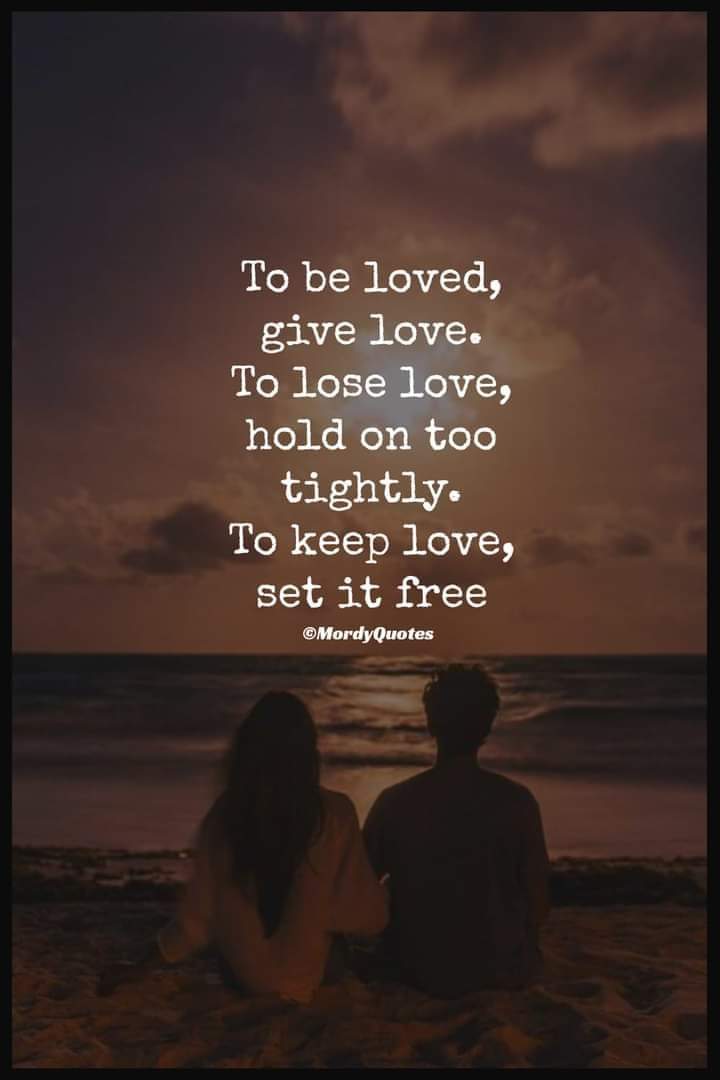 To be loved,
give love.
To lose love,
hold on too
tightly.
To keep love,
set it free
©MordyQuotes